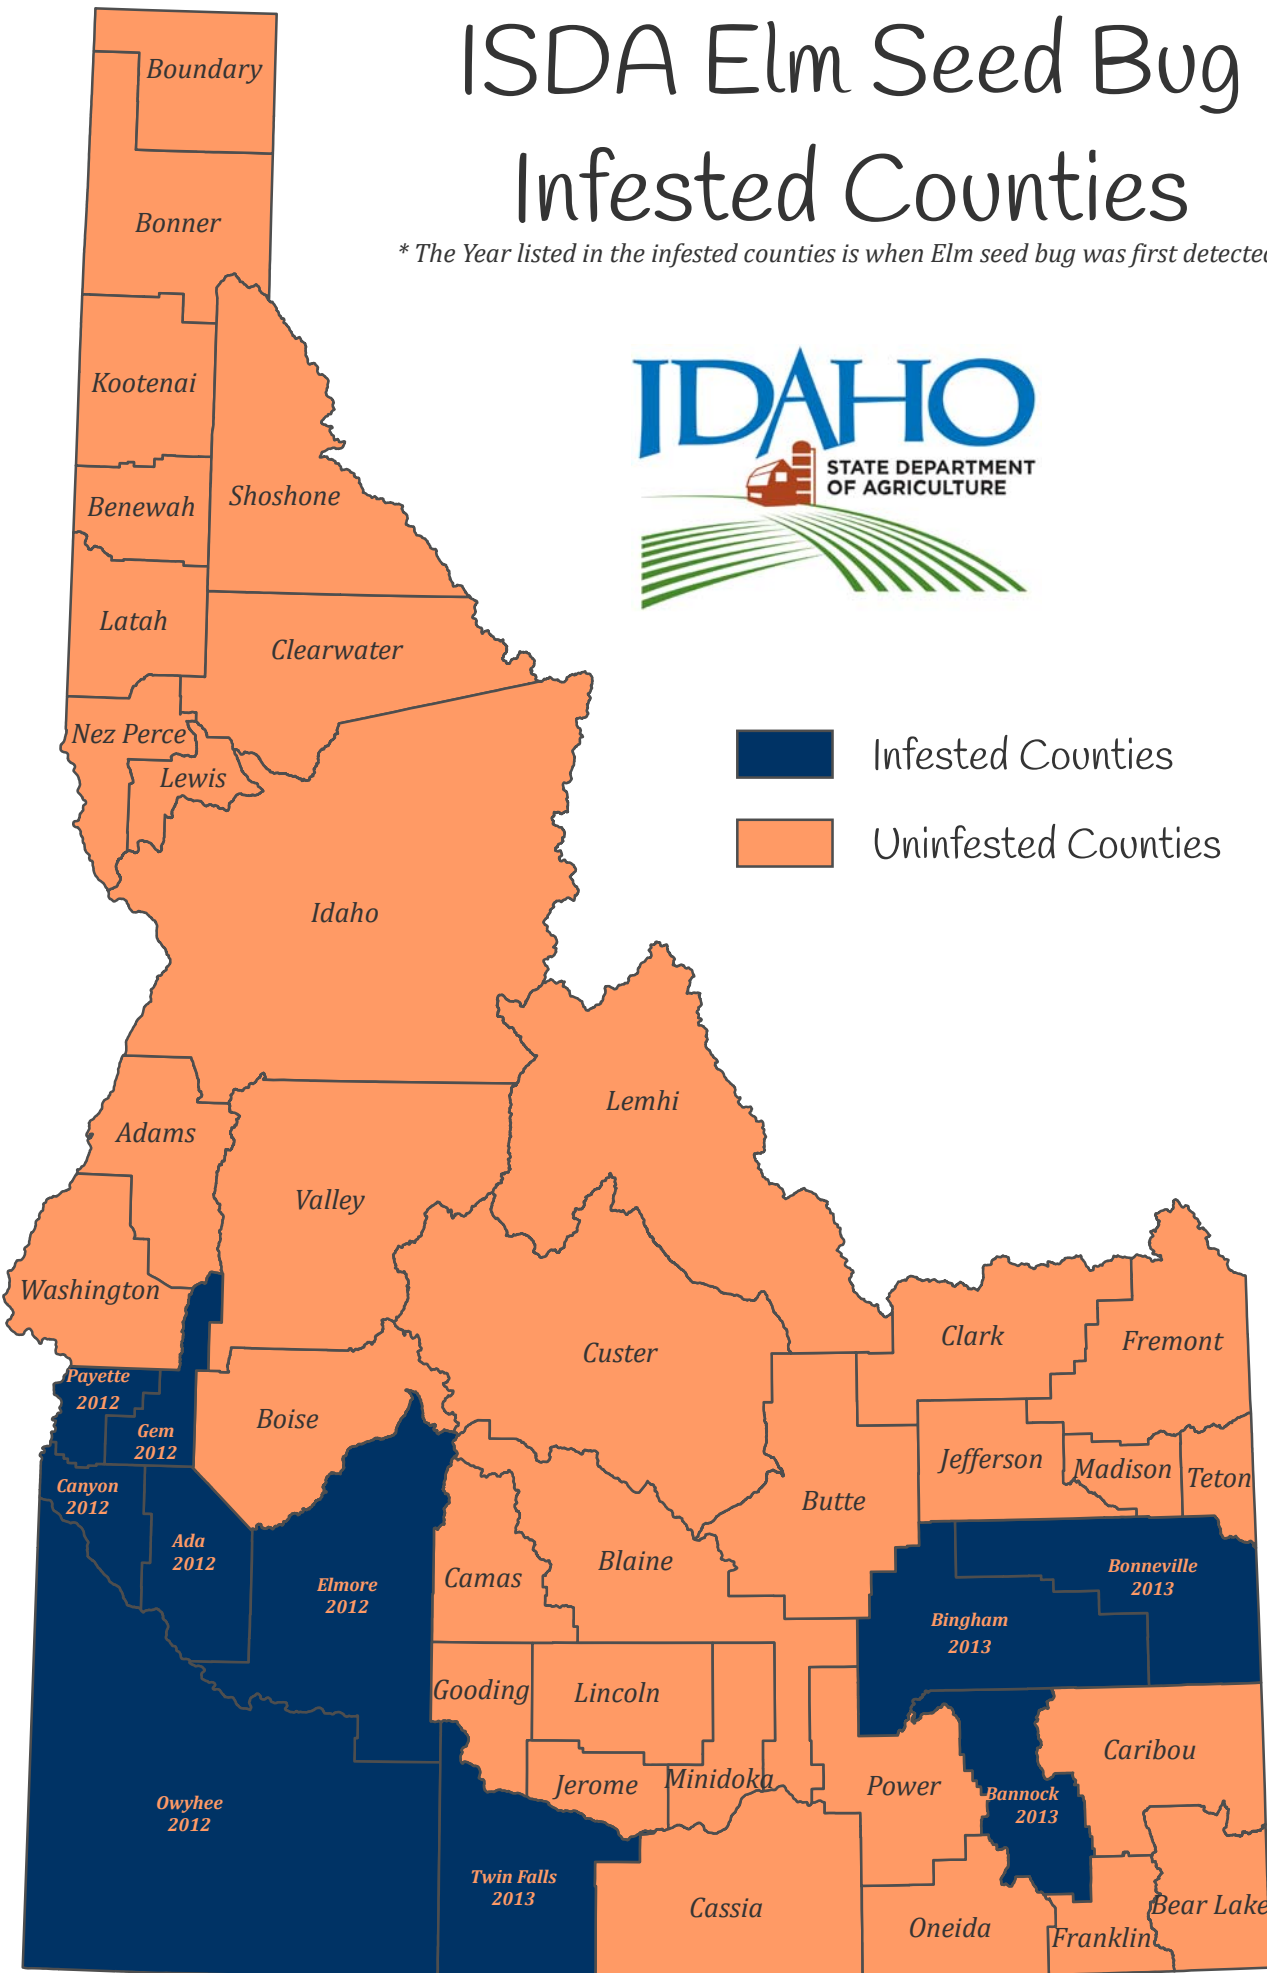 ISDA Elm Seed Bug
Infested Counties
* The Year listed in the infested counties is when Elm seed bug was first detected
IDAHO
STATE DEPARTMENT
OF AGRICULTURE
Infested Counties
Uninfested Counties
Boundary
Bonner
Kootenai
Benewah
Shoshone
Latah
Clearwater
Nez Perce
Lewis
Idaho
Lemhi
Adams
Valley
Washington
Custer
Clark
Fremont
Payette
2012
Gem
2012
Boise
Jefferson
Madison
Teton
Canyon
2012
Butte
Ada
2012
Elmore
2012
Camas
Blaine
Bonneville
2013
Bingham
2013
Gooding
Lincoln
Jerome
Minidoka
Power
Caribou
Bannock
2013
Owyhee
2012
Twin Falls
2013
Cassia
Oneida
Franklin
Bear Lake